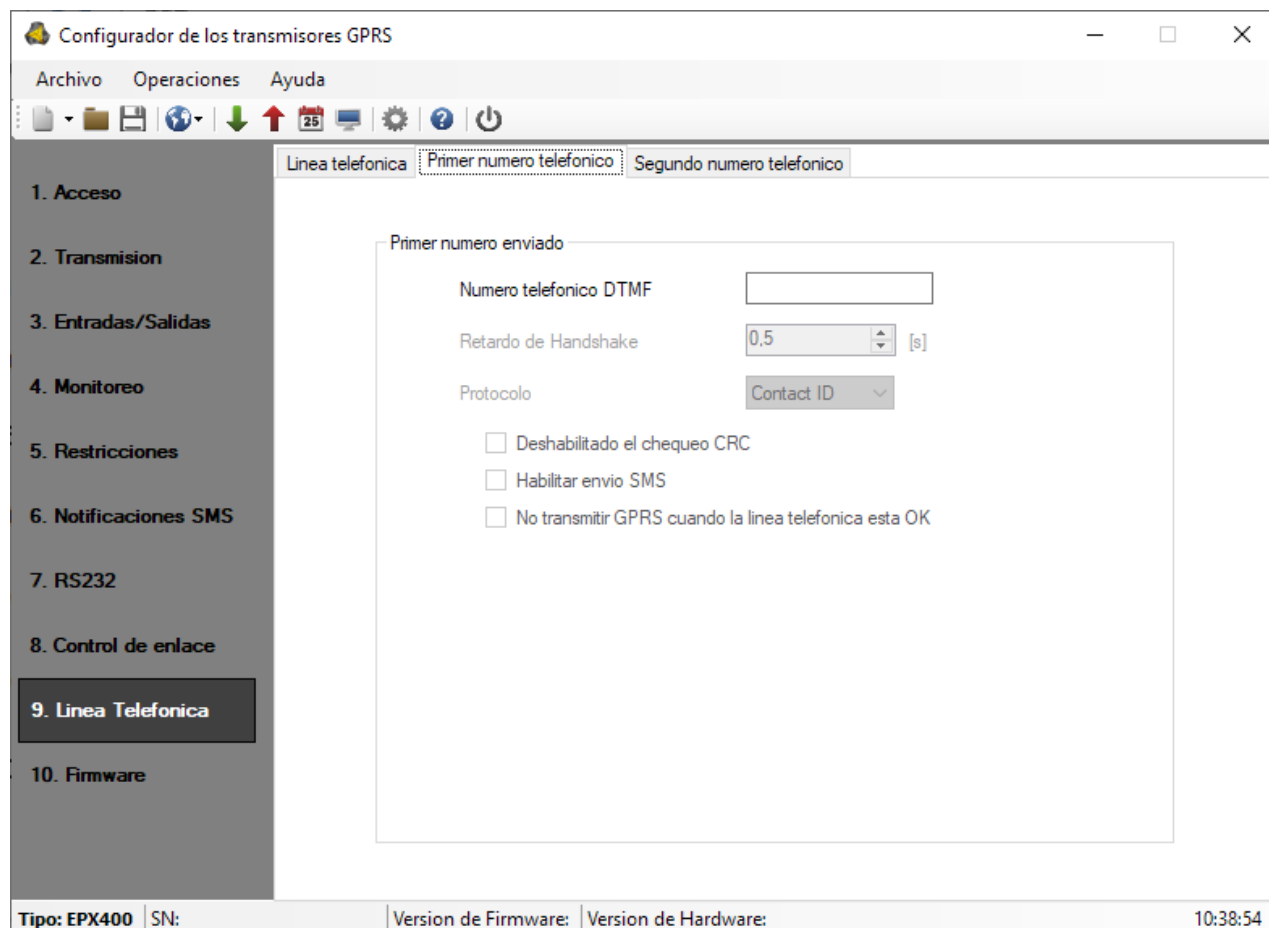 Configurador de los transmisores GPRS
Archivo Operaciones Ayuda
25
Linea telefonica Primer numero telefonico Segundo numero telefonico
1. Acceso
2. Transmision
3. Entradas/Salidas
4. Monitoreo
5. Restricciones
6. Notificaciones SMS
7. RS232
8. Control de enlace
9. Linea Telefonica
10. Firmware
Primer numero enviado
Numero telefonico DTMF
Retardo de Handshake 0,5 [s]
Protocolo Contact ID
Deshabilitado el chequeo CRC
Habilitar envio SMS
No transmitir GPRS cuando la linea telefonica esta OK
Tipo: EPX400 SN: Version de Firmware: Version de Hardware: 10:38:54